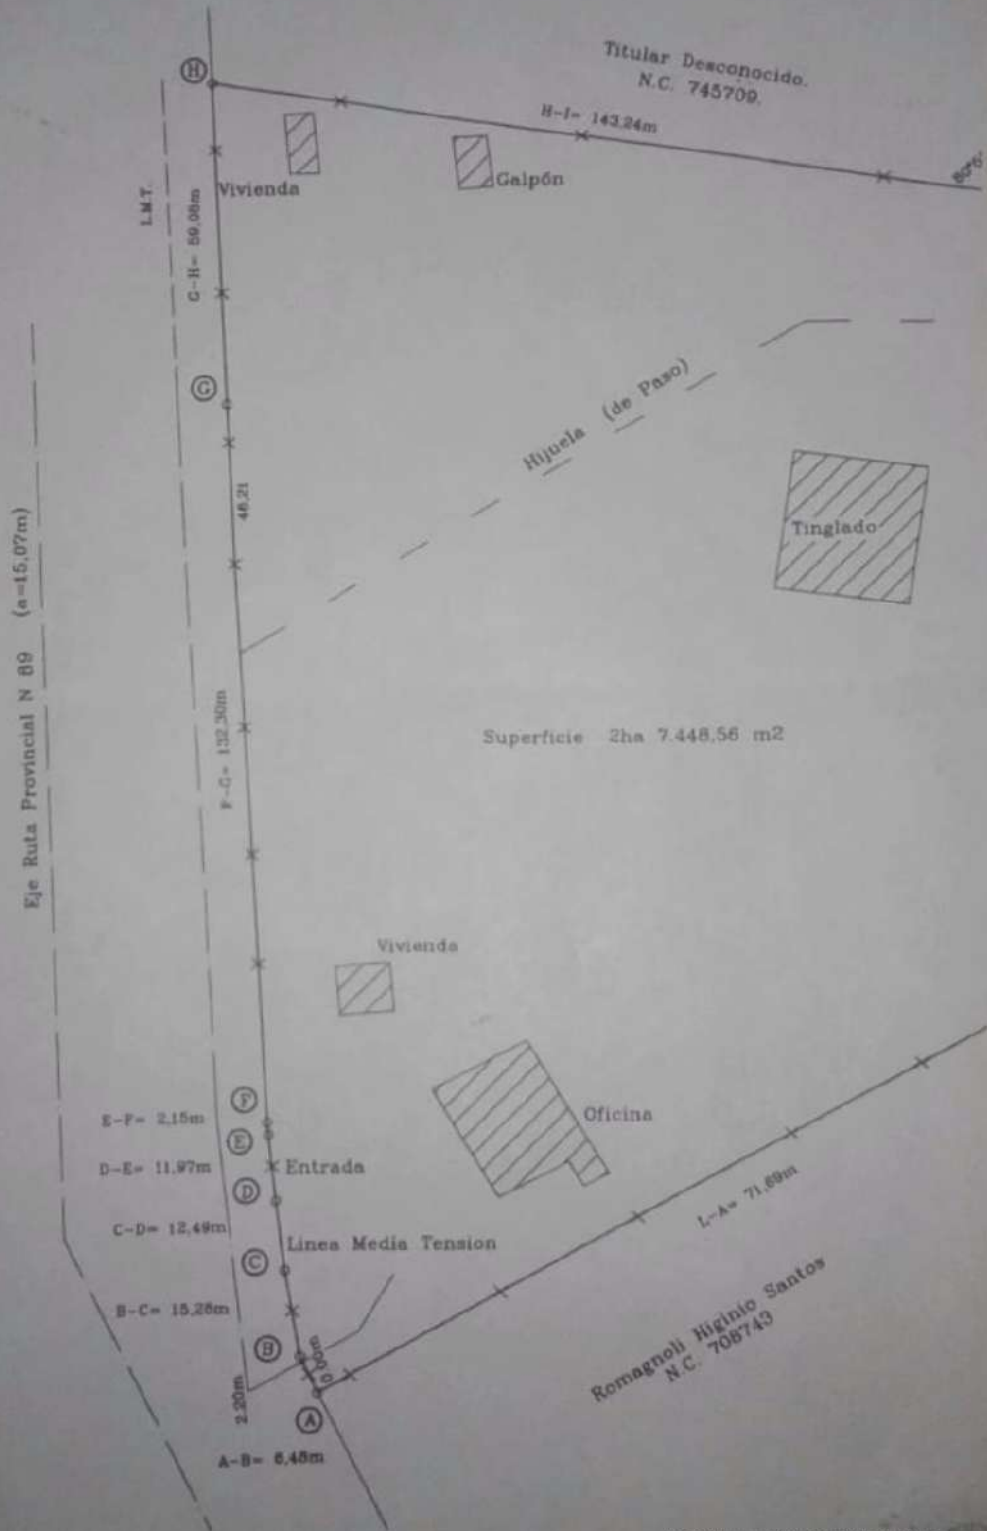 Titular Desconocido.
N.C. 745709.
H
H-I= 143,24m
80°6'
I.M.T.
G-H= 59,08m
Vivienda
Galpón
G
Hijuela (de Paso)
46,21
Tinglado
Eje Ruta Provincial N 89 (a=15,07m)
F-G= 132,30m
Superficie 2ha 7.448,56 m2
Vivienda
F
E-F= 2,15m
E
Oficina
D-E= 11,97m
Entrada
D
L-A= 71,69m
C-D= 12,49m
Linea Media Tension
C
B-C= 15,28m
Romagnoli Higinio Santos
N.C. 708743
B
2.20m
A
A-B= 6,48m